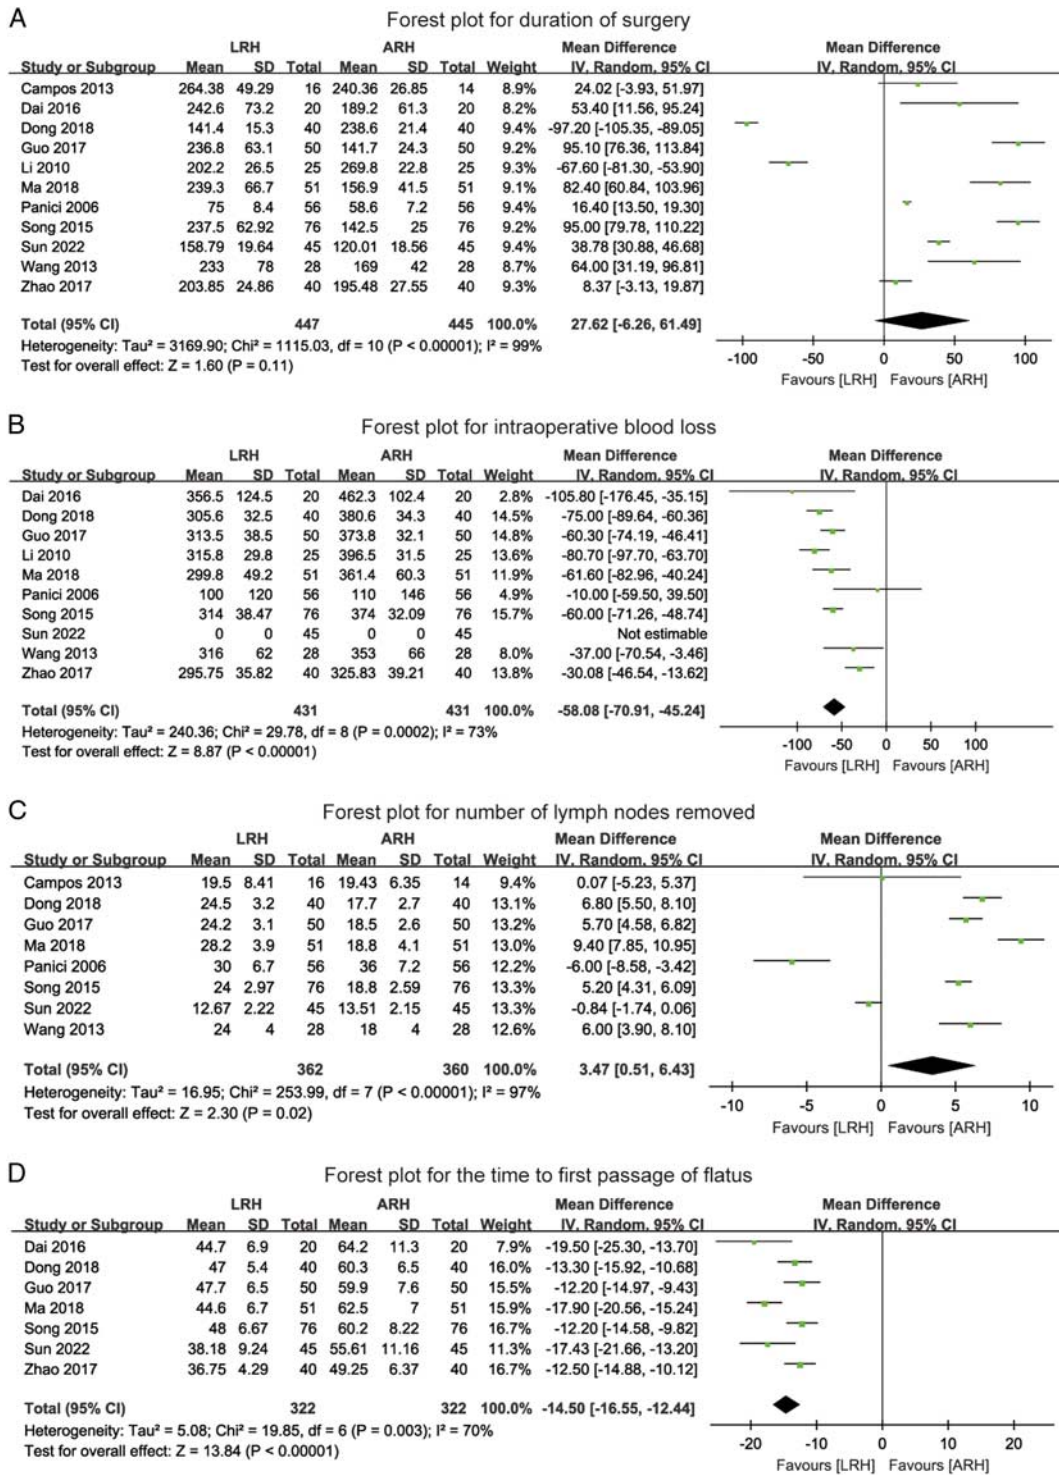 A
Forest plot for duration of surgery
LRH ARH Mean Difference Mean Difference
Study or Subgroup Mean SD Total Mean SD Total Weight IV, Random, 95% CI IV, Random, 95% CI
Campos 2013 264.38 49.29 16 240.36 26.85 14 8.9% 24.02 [-3.93, 51.97]
Dai 2016 242.6 73.2 20 189.2 61.3 20 8.2% 53.40 [11.56, 95.24]
Dong 2018 141.4 15.3 40 238.6 21.4 40 9.4% -97.20 [-105.35, -89.05]
Guo 2017 236.8 63.1 50 141.7 24.3 50 9.2% 95.10 [76.36, 113.84]
Li 2010 202.2 26.5 25 269.8 22.8 25 9.3% -67.60 [-81.30, -53.90]
Ma 2018 239.3 66.7 51 156.9 41.5 51 9.1% 82.40 [60.84, 103.96]
Panici 2006 75 8.4 56 58.6 7.2 56 9.4% 16.40 [13.50, 19.30]
Song 2015 237.5 62.92 76 142.5 25 76 9.3% 95.00 [79.78, 110.22]
Sun 2022 158.79 19.64 45 120.01 18.56 45 9.4% 38.78 [30.88, 46.68]
Wang 2013 233 78 28 169 42 28 8.7% 64.00 [31.19, 96.81]
Zhao 2017 203.85 24.86 40 195.48 27.55 40 9.3% 8.37 [-3.13, 19.87]
Total (95% CI) 447 445 100.0% 27.62 [-6.26, 61.49]
Heterogeneity: Tau² = 3169.90; Chi² = 1115.03, df = 10 (P < 0.00001); I² = 99%
Test for overall effect: Z = 1.60 (P = 0.11)
-100 -50 0 50 100
Favours [LRH] Favours [ARH]
B
Forest plot for intraoperative blood loss
LRH ARH Mean Difference Mean Difference
Study or Subgroup Mean SD Total Mean SD Total Weight IV, Random, 95% CI IV, Random, 95% CI
Dai 2016 356.5 124.5 20 462.3 102.4 20 2.8% -105.80 [-176.45, -35.15]
Dong 2018 305.6 32.5 40 380.6 34.3 40 14.5% -75.00 [-89.64, -60.36]
Guo 2017 313.5 38.5 50 373.8 32.1 50 14.8% -60.30 [-74.19, -46.41]
Li 2010 315.8 29.8 25 396.5 31.5 25 13.6% -80.70 [-97.70, -63.70]
Ma 2018 299.8 49.2 51 361.4 60.3 51 11.9% -61.60 [-82.96, -40.24]
Panici 2006 100 120 56 110 146 56 4.9% -10.00 [-59.50, 39.50]
Song 2015 314 38.47 76 374 32.09 76 15.7% -60.00 [-71.26, -48.74]
Sun 2022 0 0 45 0 0 45 Not estimable
Wang 2013 316 62 28 353 66 28 8.0% -37.00 [-70.54, -3.46]
Zhao 2017 295.75 35.82 40 325.83 39.21 40 13.8% -30.08 [-46.54, -13.62]
Total (95% CI) 431 431 100.0% -58.08 [-70.91, -45.24]
Heterogeneity: Tau² = 240.36; Chi² = 29.78, df = 8 (P = 0.0002); I² = 73%
Test for overall effect: Z = 8.87 (P < 0.00001)
-100 -50 0 50 100
Favours [LRH] Favours [ARH]
C
Forest plot for number of lymph nodes removed
LRH ARH Mean Difference Mean Difference
Study or Subgroup Mean SD Total Mean SD Total Weight IV, Random, 95% CI IV, Random, 95% CI
Campos 2013 19.5 8.41 16 19.43 6.35 14 9.4% 0.07 [-5.23, 5.37]
Dong 2018 24.5 3.2 40 17.7 2.7 40 13.1% 6.80 [5.50, 8.10]
Guo 2017 24.2 3.1 50 18.5 2.6 50 13.2% 5.70 [4.58, 6.82]
Ma 2018 28.2 3.9 51 18.8 4.1 51 13.0% 9.40 [7.85, 10.95]
Panici 2006 30 6.7 56 36 7.2 56 12.2% -6.00 [-8.58, -3.42]
Song 2015 24 2.97 76 18.8 2.59 76 13.3% 5.20 [4.31, 6.09]
Sun 2022 12.67 2.22 45 13.51 2.15 45 13.3% -0.84 [-1.74, 0.06]
Wang 2013 24 4 28 18 4 28 12.6% 6.00 [3.90, 8.10]
Total (95% CI) 362 360 100.0% 3.47 [0.51, 6.43]
Heterogeneity: Tau² = 16.95; Chi² = 253.99, df = 7 (P < 0.00001); I² = 97%
Test for overall effect: Z = 2.30 (P = 0.02)
-10 -5 0 5 10
Favours [LRH] Favours [ARH]
D
Forest plot for the time to first passage of flatus
LRH ARH Mean Difference Mean Difference
Study or Subgroup Mean SD Total Mean SD Total Weight IV, Random, 95% CI IV, Random, 95% CI
Dai 2016 44.7 6.9 20 64.2 11.3 20 7.9% -19.50 [-25.30, -13.70]
Dong 2018 47 5.4 40 60.3 6.5 40 16.0% -13.30 [-15.92, -10.68]
Guo 2017 47.7 6.5 50 59.9 7.6 50 15.5% -12.20 [-14.97, -9.43]
Ma 2018 44.6 6.7 51 62.5 7 51 15.9% -17.90 [-20.56, -15.24]
Song 2015 48 6.67 76 60.2 8.22 76 16.7% -12.20 [-14.58, -9.82]
Sun 2022 38.18 9.24 45 55.61 11.16 45 11.3% -17.43 [-21.66, -13.20]
Zhao 2017 36.75 4.29 40 49.25 6.37 40 16.7% -12.50 [-14.88, -10.12]
Total (95% CI) 322 322 100.0% -14.50 [-16.55, -12.44]
Heterogeneity: Tau² = 5.08; Chi² = 19.85, df = 6 (P = 0.003); I² = 70%
Test for overall effect: Z = 13.84 (P < 0.00001)
-20 -10 0 10 20
Favours [LRH] Favours [ARH]